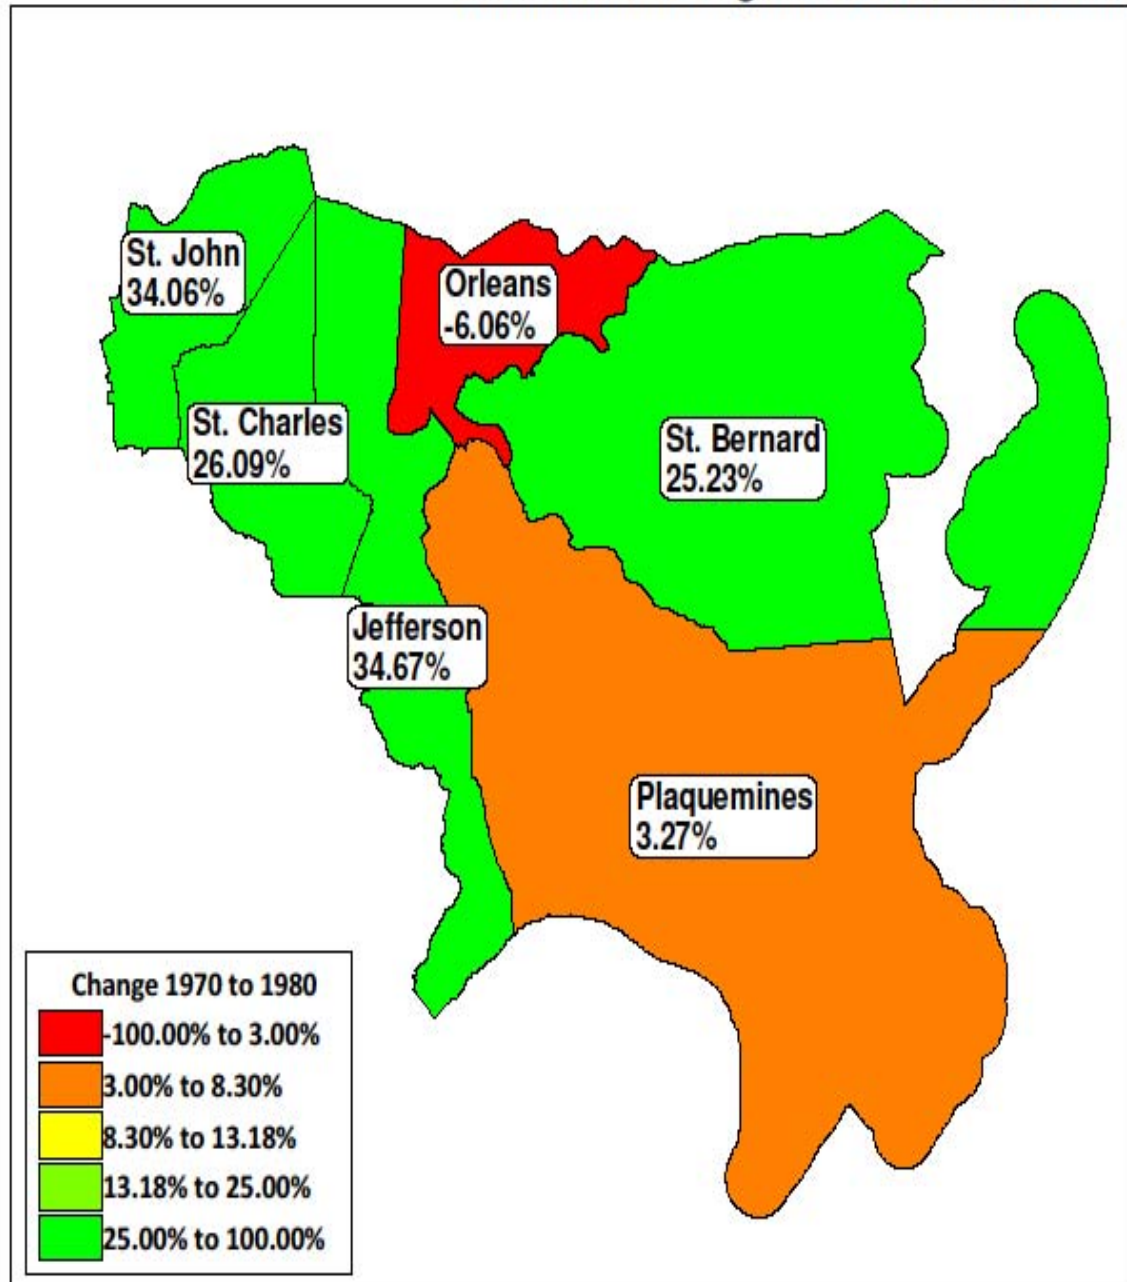 St. John
34.06%
Orleans
-6.06%
St. Charles
26.09%
St. Bernard
25.23%
Jefferson
34.67%
Plaquemines
3.27%
Change 1970 to 1980
-100.00% to 3.00%
3.00% to 8.30%
8.30% to 13.18%
13.18% to 25.00%
25.00% to 100.00%